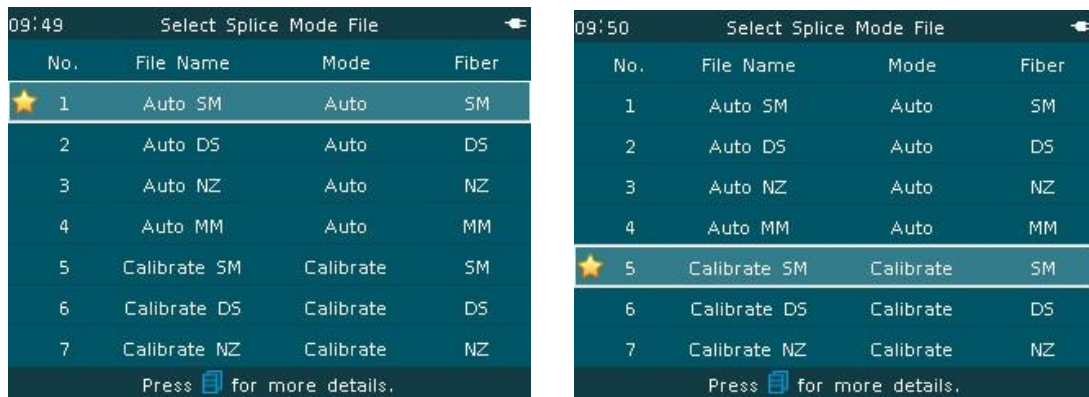 09:49 Select Splice Mode File
No. File Name Mode Fiber
1 Auto SM Auto SM
2 Auto DS Auto DS
3 Auto NZ Auto NZ
4 Auto MM Auto MM
5 Calibrate SM Calibrate SM
6 Calibrate DS Calibrate DS
7 Calibrate NZ Calibrate NZ
Press for more details.
09:50 Select Splice Mode File
No. File Name Mode Fiber
1 Auto SM Auto SM
2 Auto DS Auto DS
3 Auto NZ Auto NZ
4 Auto MM Auto MM
5 Calibrate SM Calibrate SM
6 Calibrate DS Calibrate DS
7 Calibrate NZ Calibrate NZ
Press for more details.